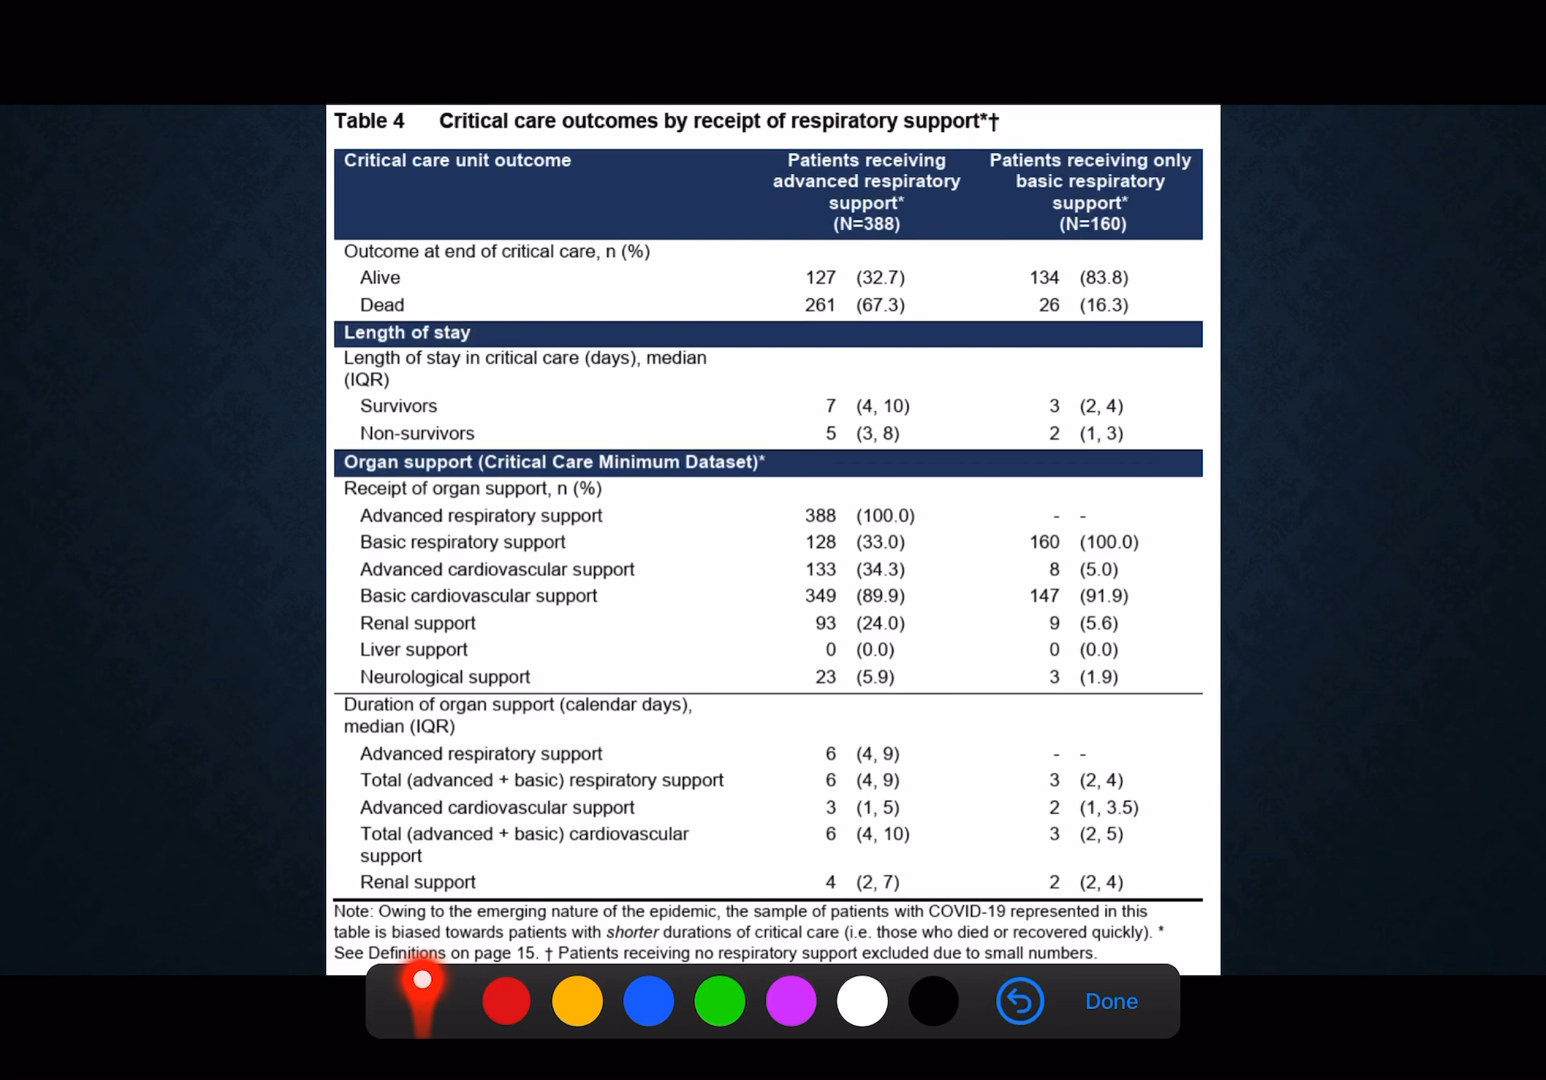 Table 4 Critical care outcomes by receipt of respiratory support*†
Critical care unit outcome Patients receiving advanced respiratory support* (N=388) Patients receiving only basic respiratory support* (N=160)
Outcome at end of critical care, n (%)
Alive 127 (32.7) 134 (83.8)
Dead 261 (67.3) 26 (16.3)
Length of stay
Length of stay in critical care (days), median
(IQR)
Survivors 7 (4, 10) 3 (2, 4)
Non-survivors 5 (3, 8) 2 (1, 3)
Organ support (Critical Care Minimum Dataset)*
Receipt of organ support, n (%)
Advanced respiratory support 388 (100.0) - -
Basic respiratory support 128 (33.0) 160 (100.0)
Advanced cardiovascular support 133 (34.3) 8 (5.0)
Basic cardiovascular support 349 (89.9) 147 (91.9)
Renal support 93 (24.0) 9 (5.6)
Liver support 0 (0.0) 0 (0.0)
Neurological support 23 (5.9) 3 (1.9)
Duration of organ support (calendar days),
median (IQR)
Advanced respiratory support 6 (4, 9) - -
Total (advanced + basic) respiratory support 6 (4, 9) 3 (2, 4)
Advanced cardiovascular support 3 (1, 5) 2 (1, 3.5)
Total (advanced + basic) cardiovascular 6 (4, 10) 3 (2, 5)
support
Renal support 4 (2, 7) 2 (2, 4)
Note: Owing to the emerging nature of the epidemic, the sample of patients with COVID-19 represented in this
table is biased towards patients with shorter durations of critical care (i.e. those who died or recovered quickly). *
See Definitions on page 15. † Patients receiving no respiratory support excluded due to small numbers.
Done